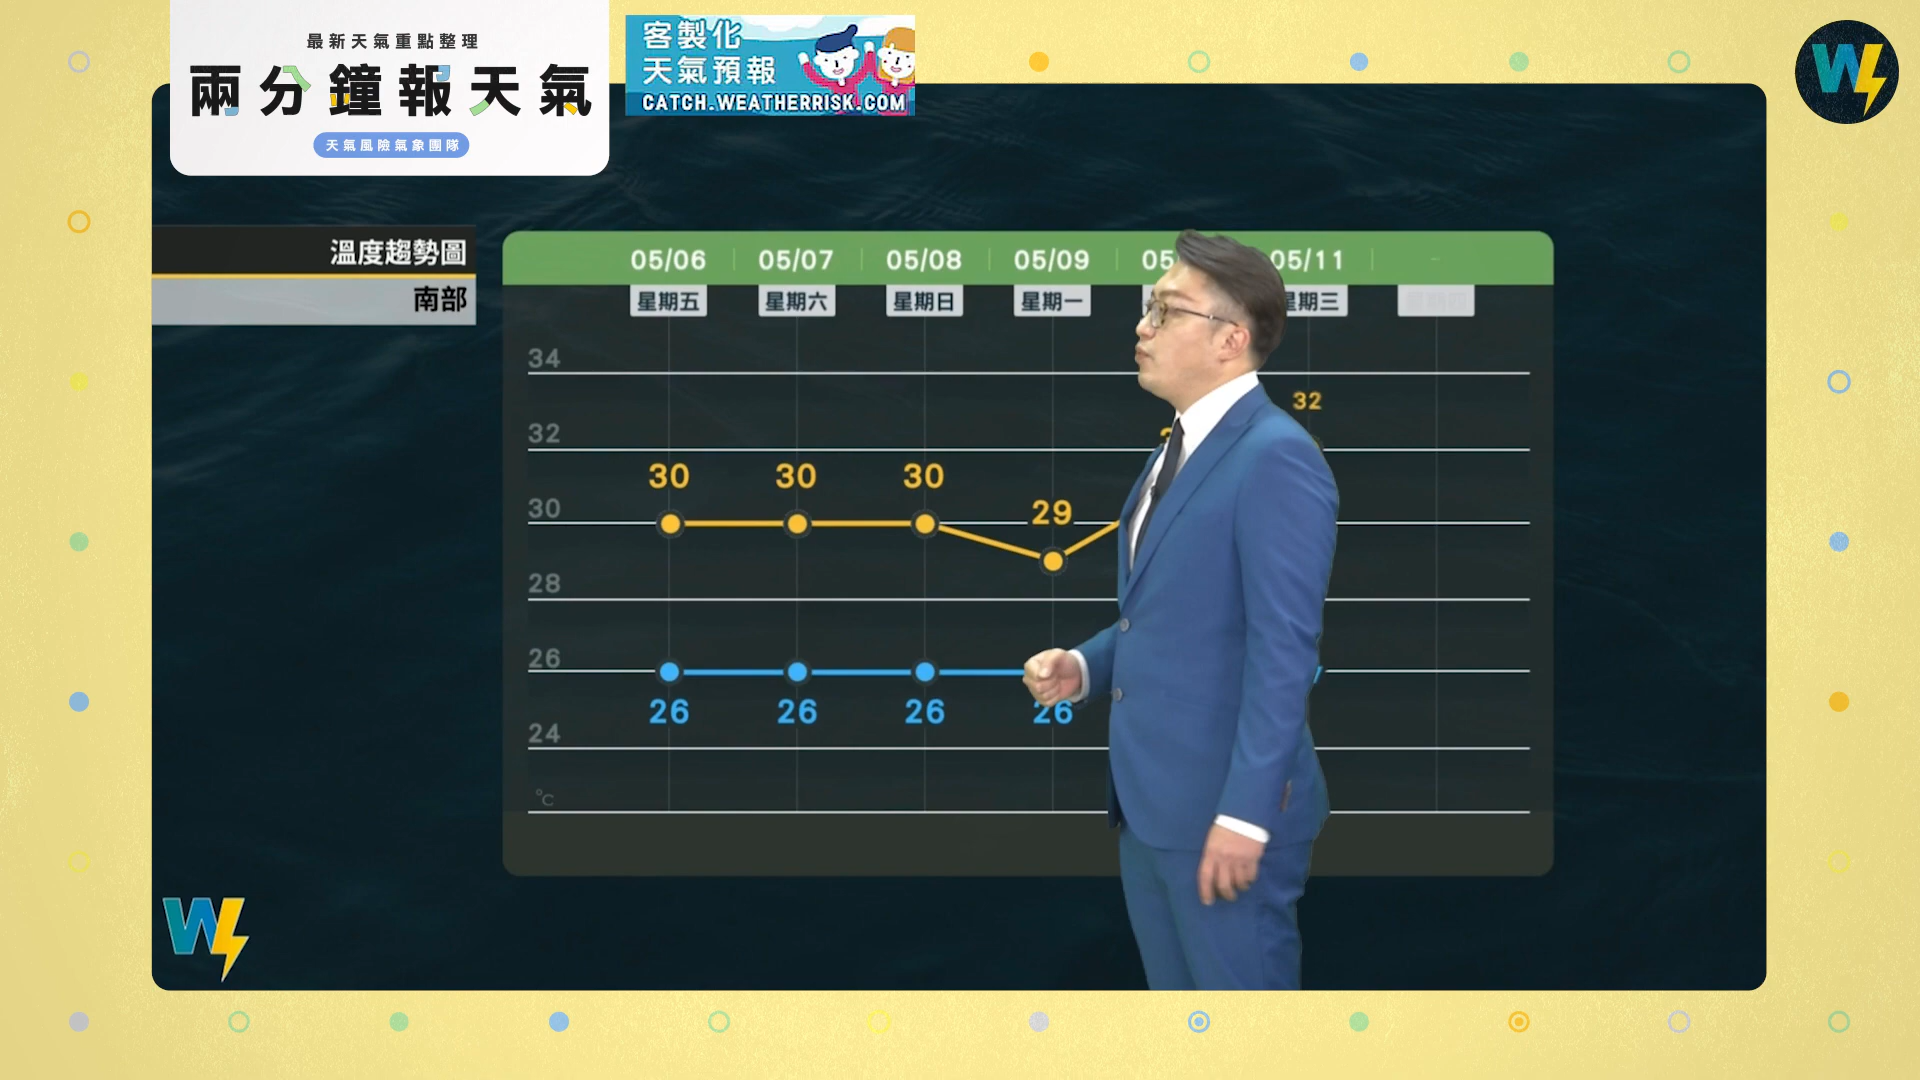 最新天氣重點整理
兩分鐘報天氣
天氣風險氣象團隊
客製化
天氣預報
CATCH.WEATHERRISK.COM
溫度趨勢圖
南部
05/06 05/07 05/08 05/09 05 05/11
星期五 星期六 星期日 星期一 星期三
34
32
32
30 30 30
29
30
28
26
26 26 26 26
24
°C